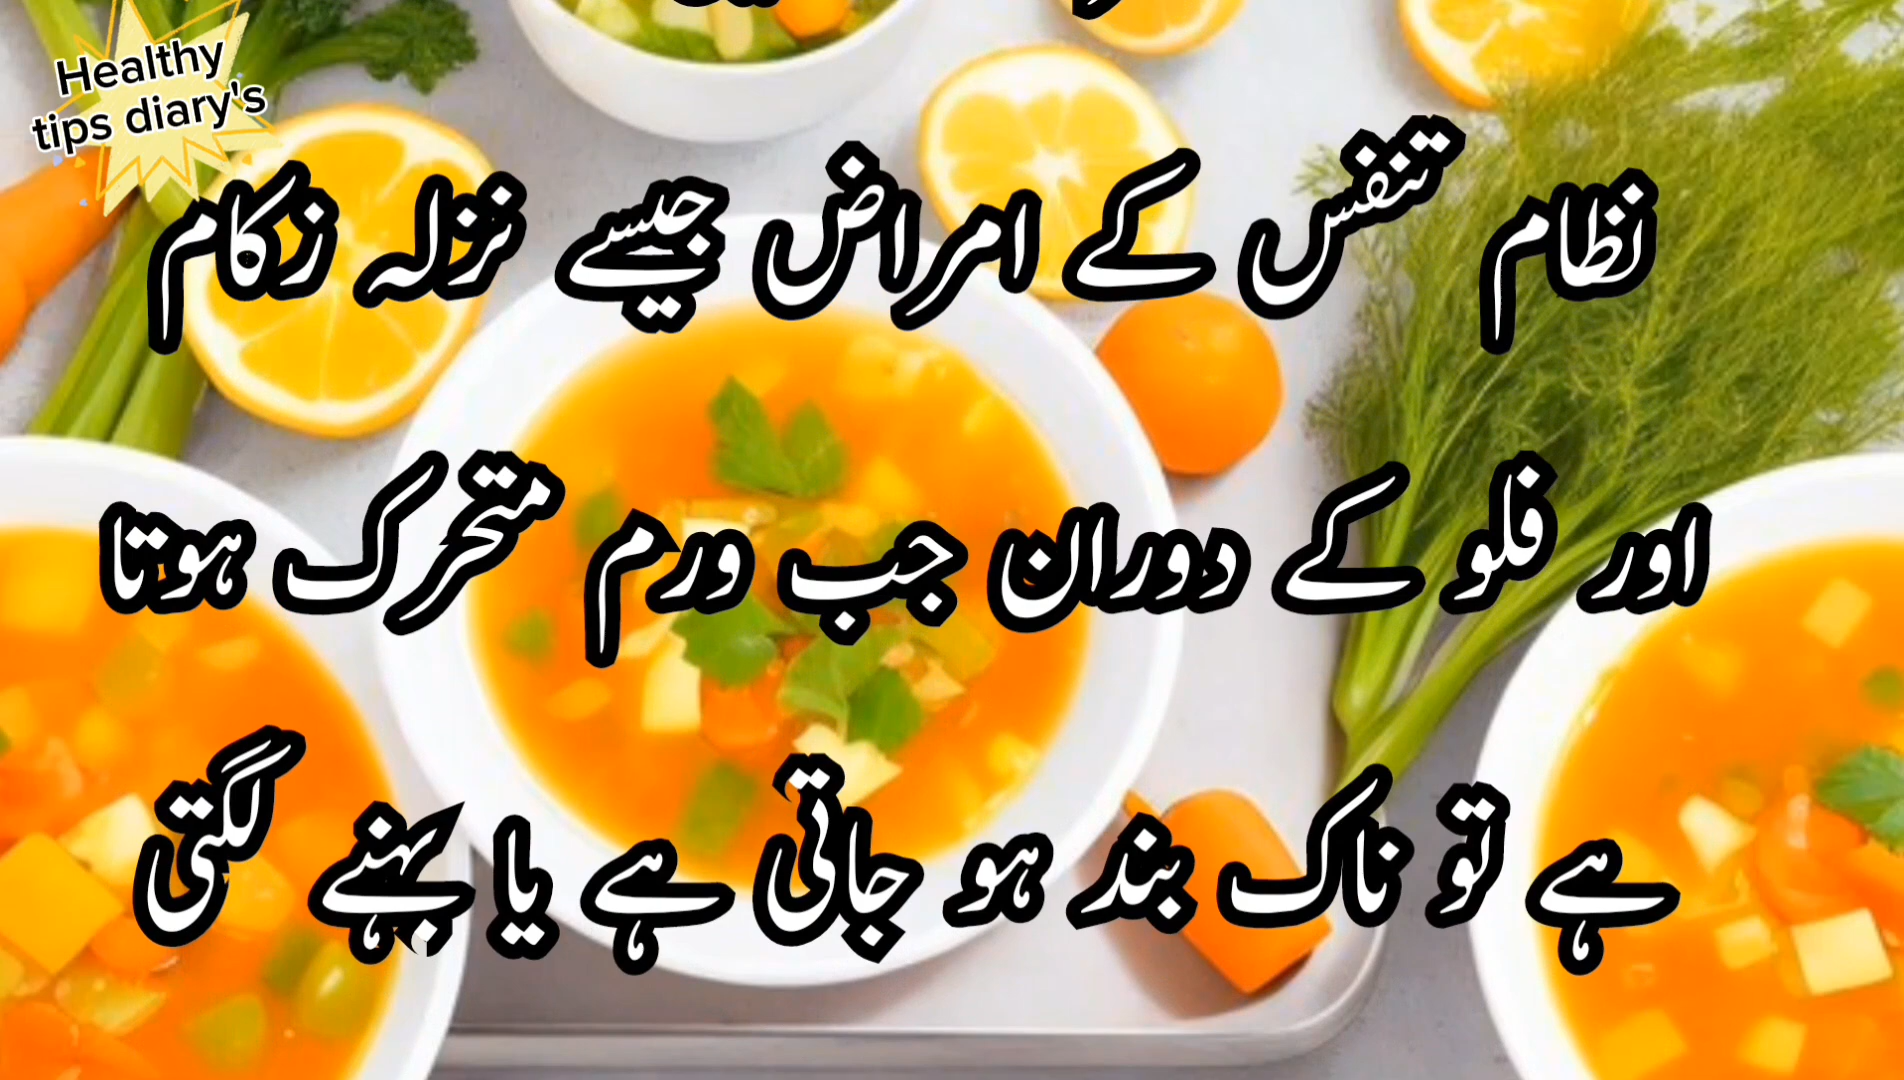 Healthy
tips diary's
نظام تنفس کے امراض جیسے نزلہ زکام
اور فلو کے دوران جب ورم متحرک ہوتا
ہے تو ناک بند ہو جاتی ہے یا بہنے لگتی